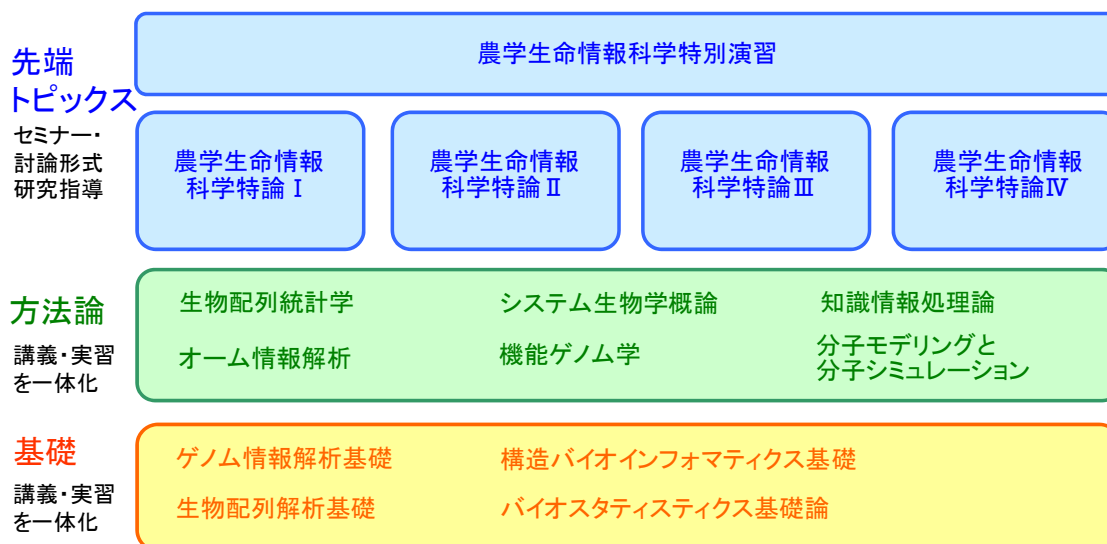 農学生命情報科学特別演習
先端
トピックス
セミナー・
討論形式
研究指導
農学生命情報
科学特論Ⅰ
農学生命情報
科学特論Ⅱ
農学生命情報
科学特論Ⅲ
農学生命情報
科学特論Ⅳ
方法論
講義・実習
を一体化
生物配列統計学
システム生物学概論
知識情報処理論
オーム情報解析
機能ゲノム学
分子モデリングと
分子シミュレーション
基礎
講義・実習
を一体化
ゲノム情報解析基礎
構造バイオインフォマティクス基礎
生物配列解析基礎
バイオスタティスティクス基礎論